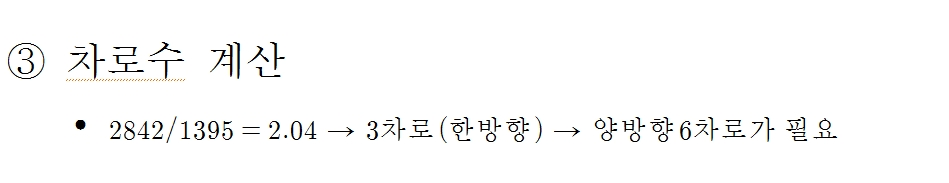 ③ 차로수 계산
• 2842/1395 = 2.04 → 3차로(한방향) → 양방향 6차로가 필요